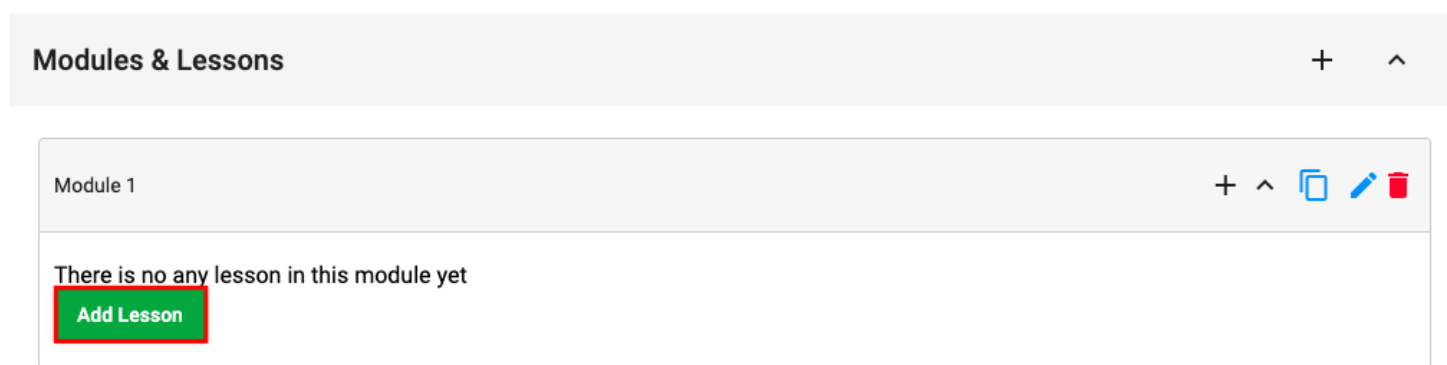 Modules & Lessons
Module 1
There is no any lesson in this module yet
Add Lesson